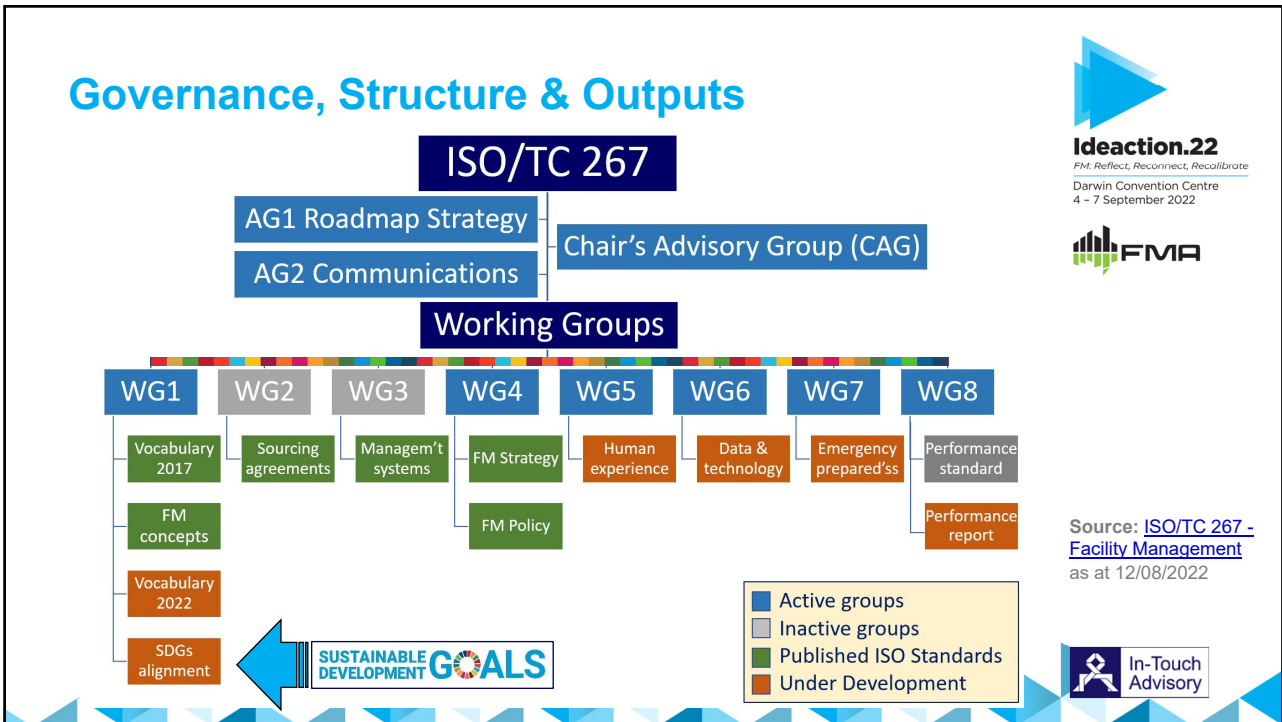 Governance, Structure & Outputs
ISO/TC 267
AG1 Roadmap Strategy
Chair's Advisory Group (CAG)
AG2 Communications
Working Groups
WG1
WG2
WG3
WG4
WG5
WG6
WG7
WG8
Vocabulary
2017
Sourcing
agreements
Managem't
systems
FM Strategy
Human
experience
Data &
technology
Emergency
prepared'ss
Performance
standard
FM
concepts
FM Policy
Performance
report
Vocabulary
2022
SDGs
alignment
SUSTAINABLE
DEVELOPMENT
GOALS
Active groups
Inactive groups
Published ISO Standards
Under Development
Ideaction.22
FM: Reflect, Reconnect, Recalibrate
Darwin Convention Centre
4 – 7 September 2022
FMA
Source: ISO/TC 267 -
Facility Management
as at 12/08/2022
In-Touch
Advisory